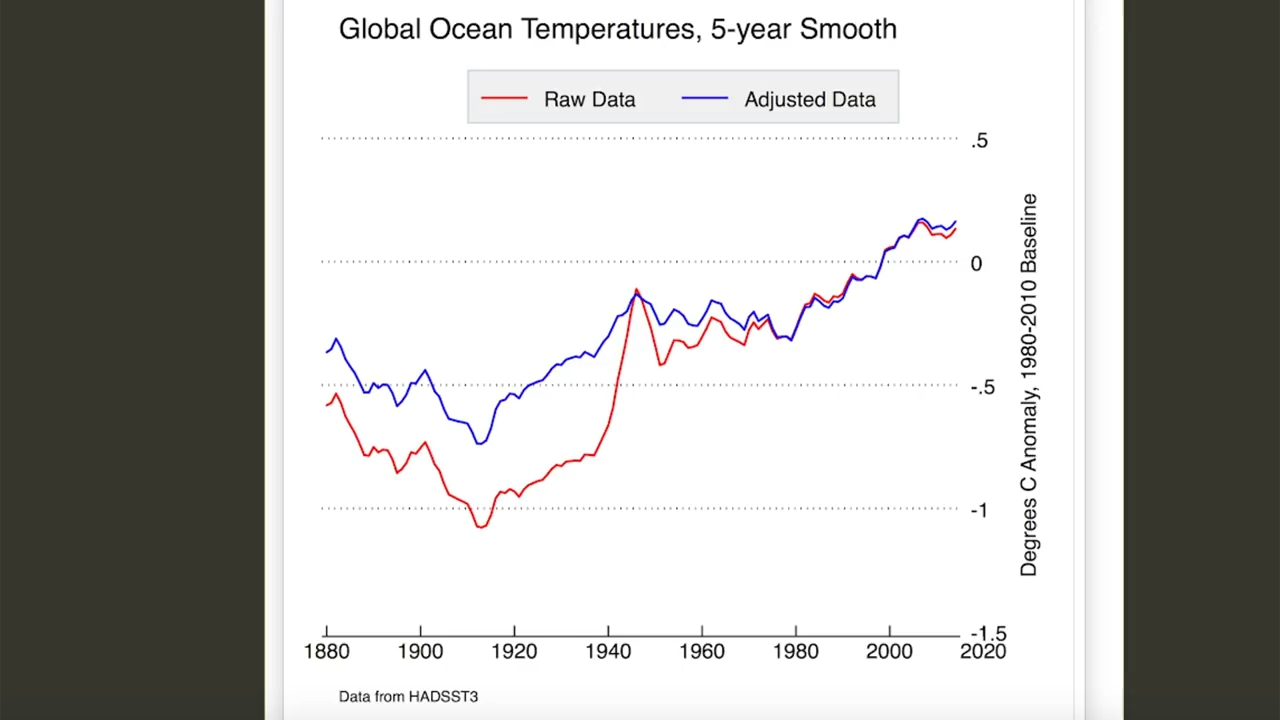 Global Ocean Temperatures, 5-year Smooth
Raw Data
Adjusted Data
.5
0
-.5
-1
-1.5
Degrees C Anomaly, 1980-2010 Baseline
1880 1900 1920 1940 1960 1980 2000 2020
Data from HADSST3